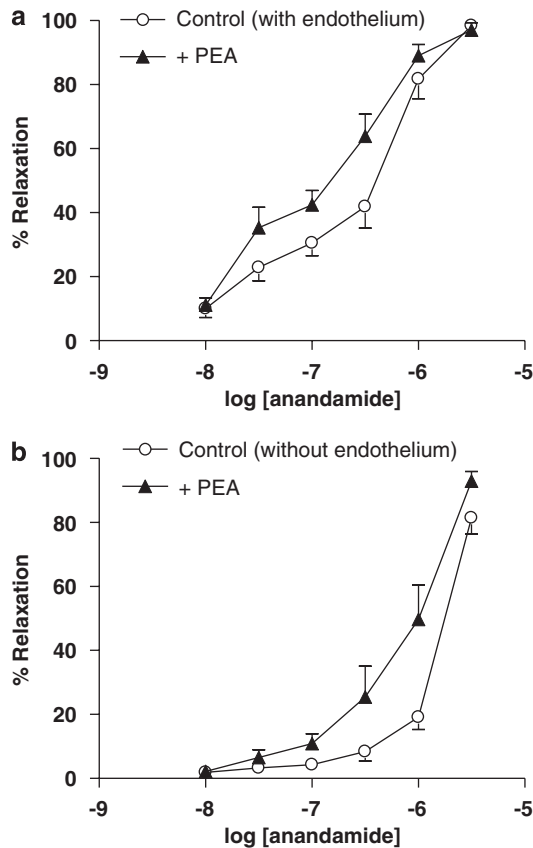 a
Control (with endothelium)
+ PEA
100
80
60
40
20
0
% Relaxation
-9 -8 -7 -6 -5
log [anandamide]
b
Control (without endothelium)
+ PEA
100
80
60
40
20
0
% Relaxation
-9 -8 -7 -6 -5
log [anandamide]